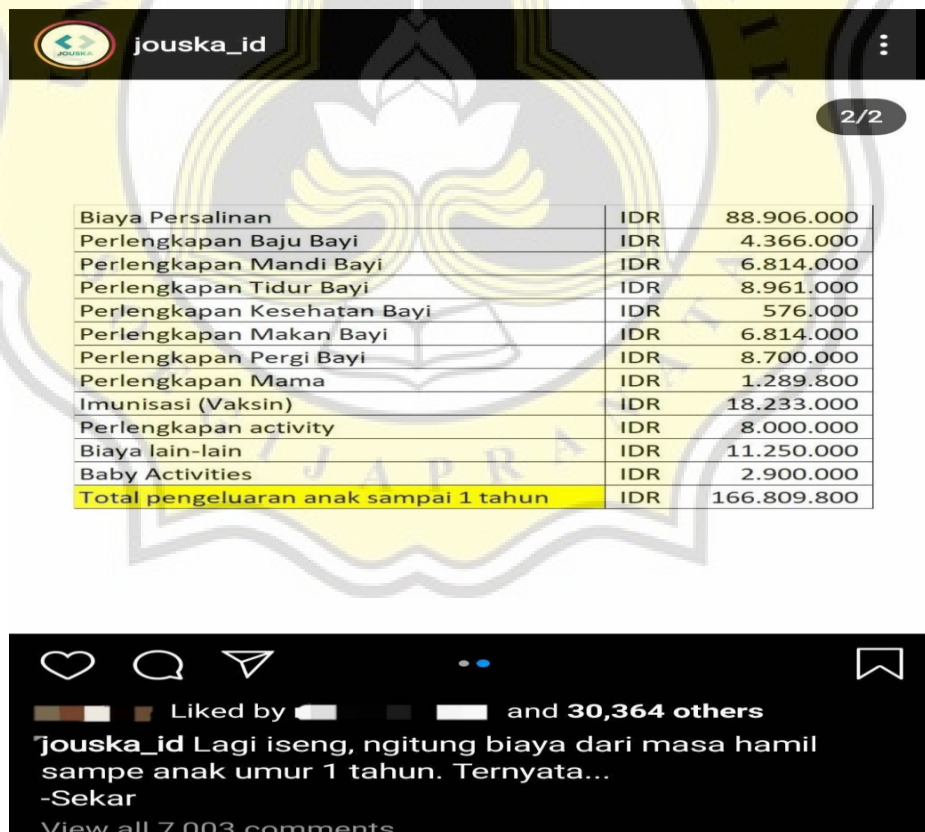 JOUSKA
jouska_id
2/2
Biaya Persalinan IDR 88.906.000
Perlengkapan Baju Bayi IDR 4.366.000
Perlengkapan Mandi Bayi IDR 6.814.000
Perlengkapan Tidur Bayi IDR 8.961.000
Perlengkapan Kesehatan Bayi IDR 576.000
Perlengkapan Makan Bayi IDR 6.814.000
Perlengkapan Pergi Bayi IDR 8.700.000
Perlengkapan Mama IDR 1.289.800
Imunisasi (Vaksin) IDR 18.233.000
Perlengkapan activity IDR 8.000.000
Biaya lain-lain IDR 11.250.000
Baby Activities IDR 2.900.000
Total pengeluaran anak sampai 1 tahun IDR 166.809.800
Liked by and 30,364 others
jouska_id Lagi iseng, ngitung biaya dari masa hamil
sampe anak umur 1 tahun. Ternyata...
-Sekar
View all 7,003 comments